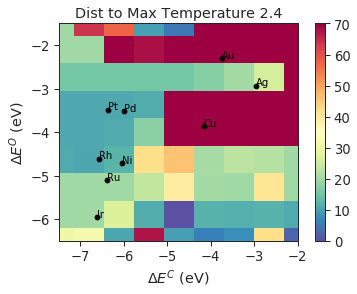 Dist to Max Temperature 2.4
ΔE^O (eV)
−2
−3
−4
−5
−6
Au
Ag
Pt
Pd
Cu
Rh
Ni
Ru
Ir
−7
−6
−5
−4
−3
−2
ΔE^C (eV)
70
60
50
40
30
20
10
0